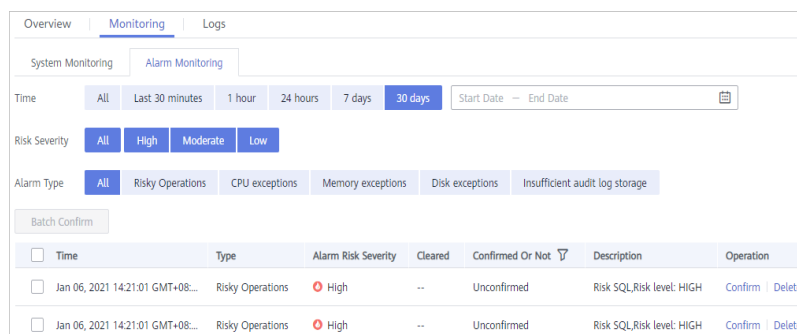 Overview Monitoring Logs
System Monitoring Alarm Monitoring
Time All Last 30 minutes 1 hour 24 hours 7 days 30 days Start Date — End Date
Risk Severity All High Moderate Low
Alarm Type All Risky Operations CPU exceptions Memory exceptions Disk exceptions Insufficient audit log storage
Batch Confirm
Time Type Alarm Risk Severity Cleared Confirmed Or Not Description Operation
Jan 06, 2021 14:21:01 GMT+08:... Risky Operations High -- Unconfirmed Risk SQL,Risk level: HIGH Confirm Delet
Jan 06, 2021 14:21:01 GMT+08:... Risky Operations High -- Unconfirmed Risk SQL,Risk level: HIGH Confirm Delet